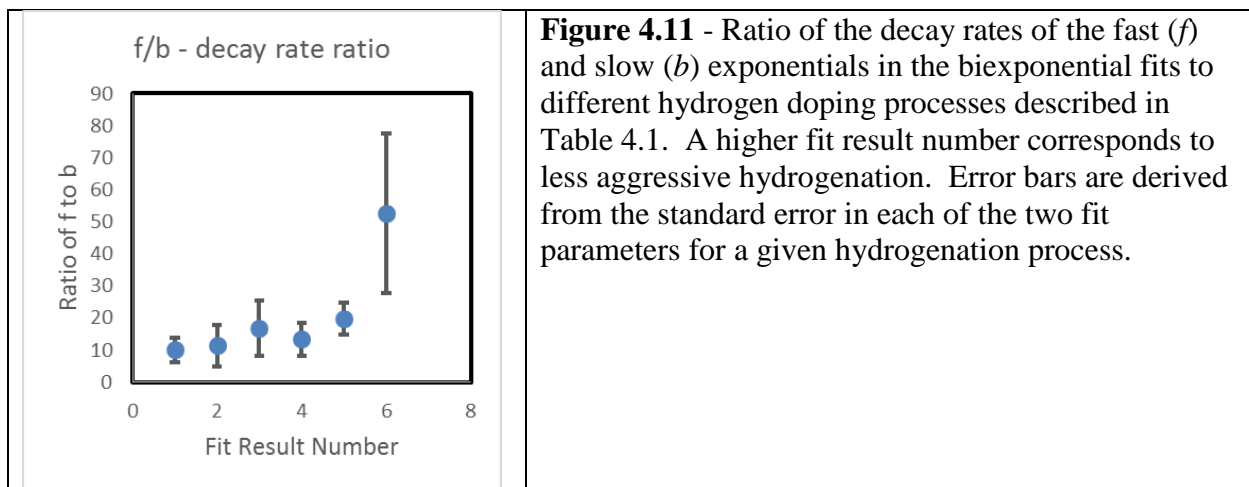 f/b - decay rate ratio
90
80
70
60
50
40
30
20
10
0
Ratio of f to b
0 2 4 6 8
Fit Result Number
Figure 4.11 - Ratio of the decay rates of the fast (f)
and slow (b) exponentials in the biexponential fits to
different hydrogen doping processes described in
Table 4.1.  A higher fit result number corresponds to
less aggressive hydrogenation.  Error bars are derived
from the standard error in each of the two fit
parameters for a given hydrogenation process.